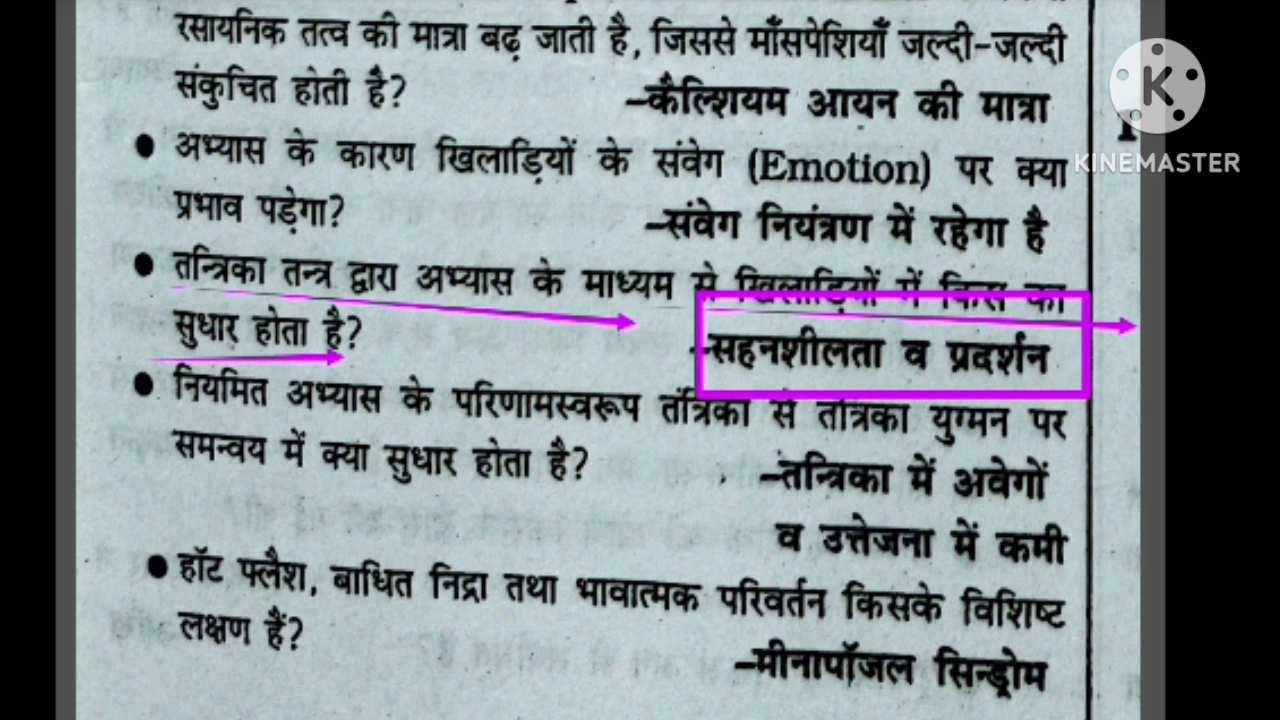 रसायनिक तत्व की मात्रा बढ़ जाती है, जिससे माँसपेशियाँ जल्दी-जल्दी
संकुचित होती है? –कैल्शियम आयन की मात्रा
• अभ्यास के कारण खिलाड़ियों के संवेग (Emotion) पर क्या
प्रभाव पड़ेगा? –संवेग नियंत्रण में रहेगा है
• तन्त्रिका तन्त्र द्वारा अभ्यास के माध्यम से खिलाड़ियों में किस का
सुधार होता है? –सहनशीलता व प्रदर्शन
• नियमित अभ्यास के परिणामस्वरूप तंत्रिका से तंत्रिका युग्मन पर
समन्वय में क्या सुधार होता है? –तन्त्रिका में अवेगों
व उत्तेजना में कमी
• हॉट फ्लैश, बाधित निद्रा तथा भावात्मक परिवर्तन किसके विशिष्ट
लक्षण हैं? –मीनापॉजल सिन्ड्रोम
K
KINEMASTER